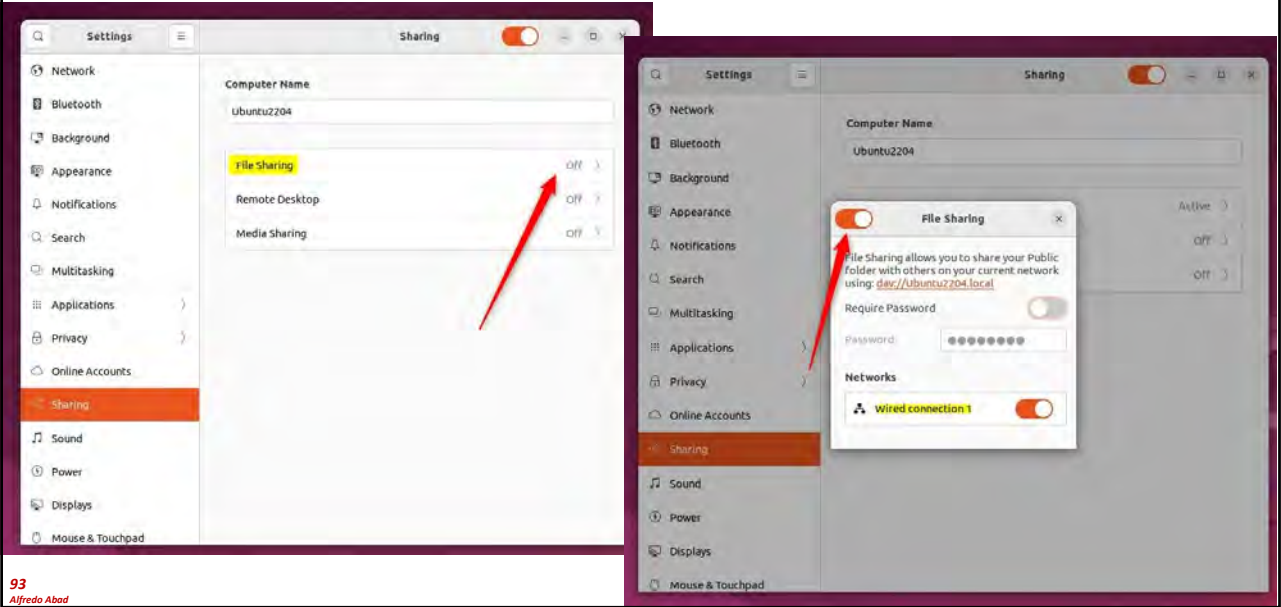 Settings
Sharing
Network
Bluetooth
Background
Appearance
Notifications
Search
Multitasking
Applications
Privacy
Online Accounts
Sharing
Sound
Power
Displays
Mouse & Touchpad
Computer Name
Ubuntu2204
File Sharing Off
Remote Desktop Off
Media Sharing Off
Settings
Sharing
Network
Bluetooth
Background
Appearance
Notifications
Search
Multitasking
Applications
Privacy
Online Accounts
Sharing
Sound
Power
Displays
Mouse & Touchpad
Computer Name
Ubuntu2204
Active
Off
Off
File Sharing
File Sharing allows you to share your Public
folder with others on your current network
using: dav://Ubuntu2204.local
Require Password
Password
Networks
Wired connection 1
93
Alfredo Abad